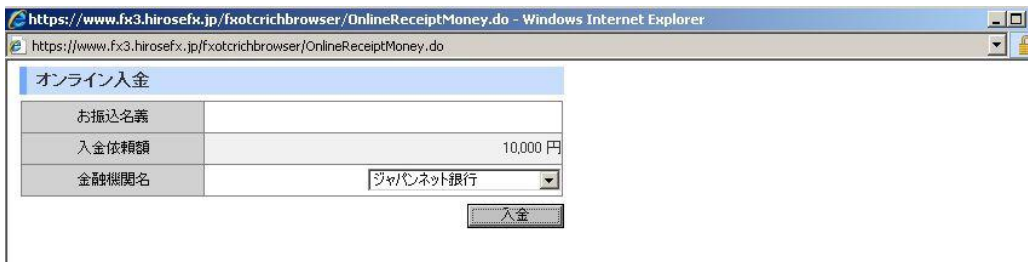 https://www.fx3.hirosefx.jp/fxotcrichbrowser/OnlineReceiptMoney.do - Windows Internet Explorer
https://www.fx3.hirosefx.jp/fxotcrichbrowser/OnlineReceiptMoney.do
オンライン入金
お振込名義
入金依頼額 10,000 円
金融機関名 ジャパンネット銀行
入金